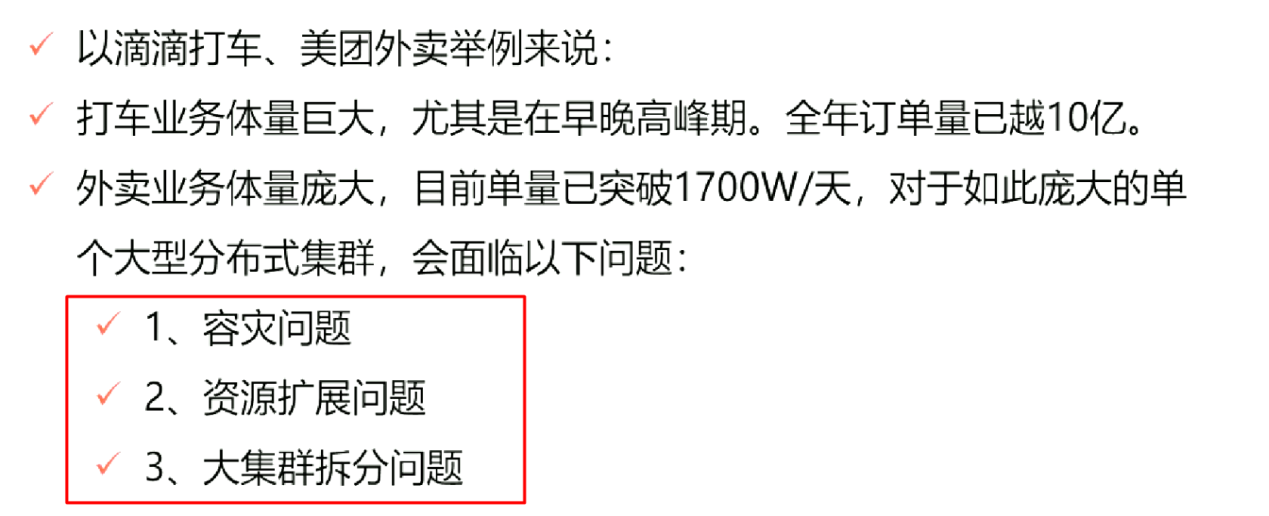 ✓ 以滴滴打车、美团外卖举例来说：
✓ 打车业务体量巨大，尤其是在早晚高峰期。全年订单量已越10亿。
✓ 外卖业务体量庞大，目前单量已突破1700W/天，对于如此庞大的单
个大型分布式集群，会面临以下问题：
✓ 1、容灾问题
✓ 2、资源扩展问题
✓ 3、大集群拆分问题